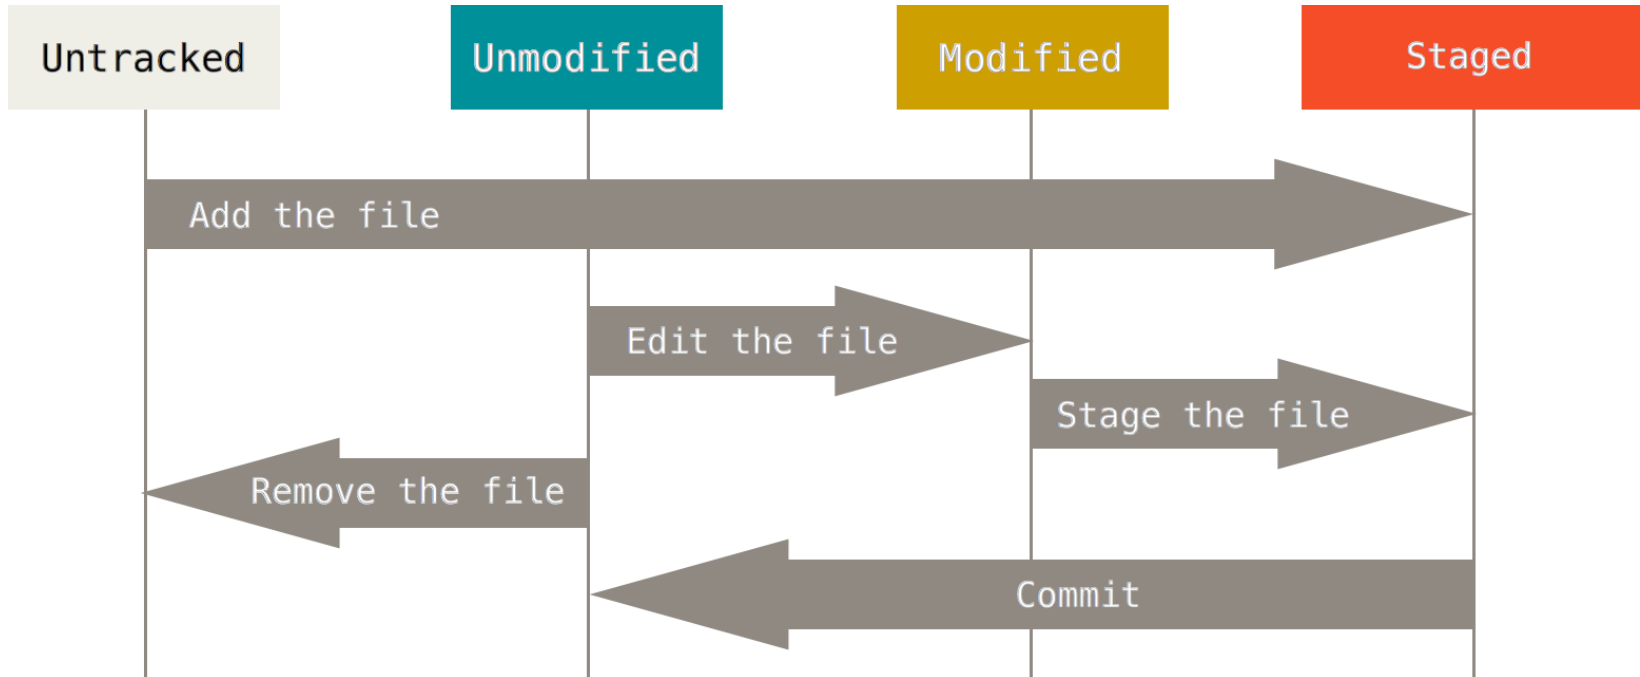 Untracked
Unmodified
Modified
Staged
Add the file
Edit the file
Stage the file
Remove the file
Commit